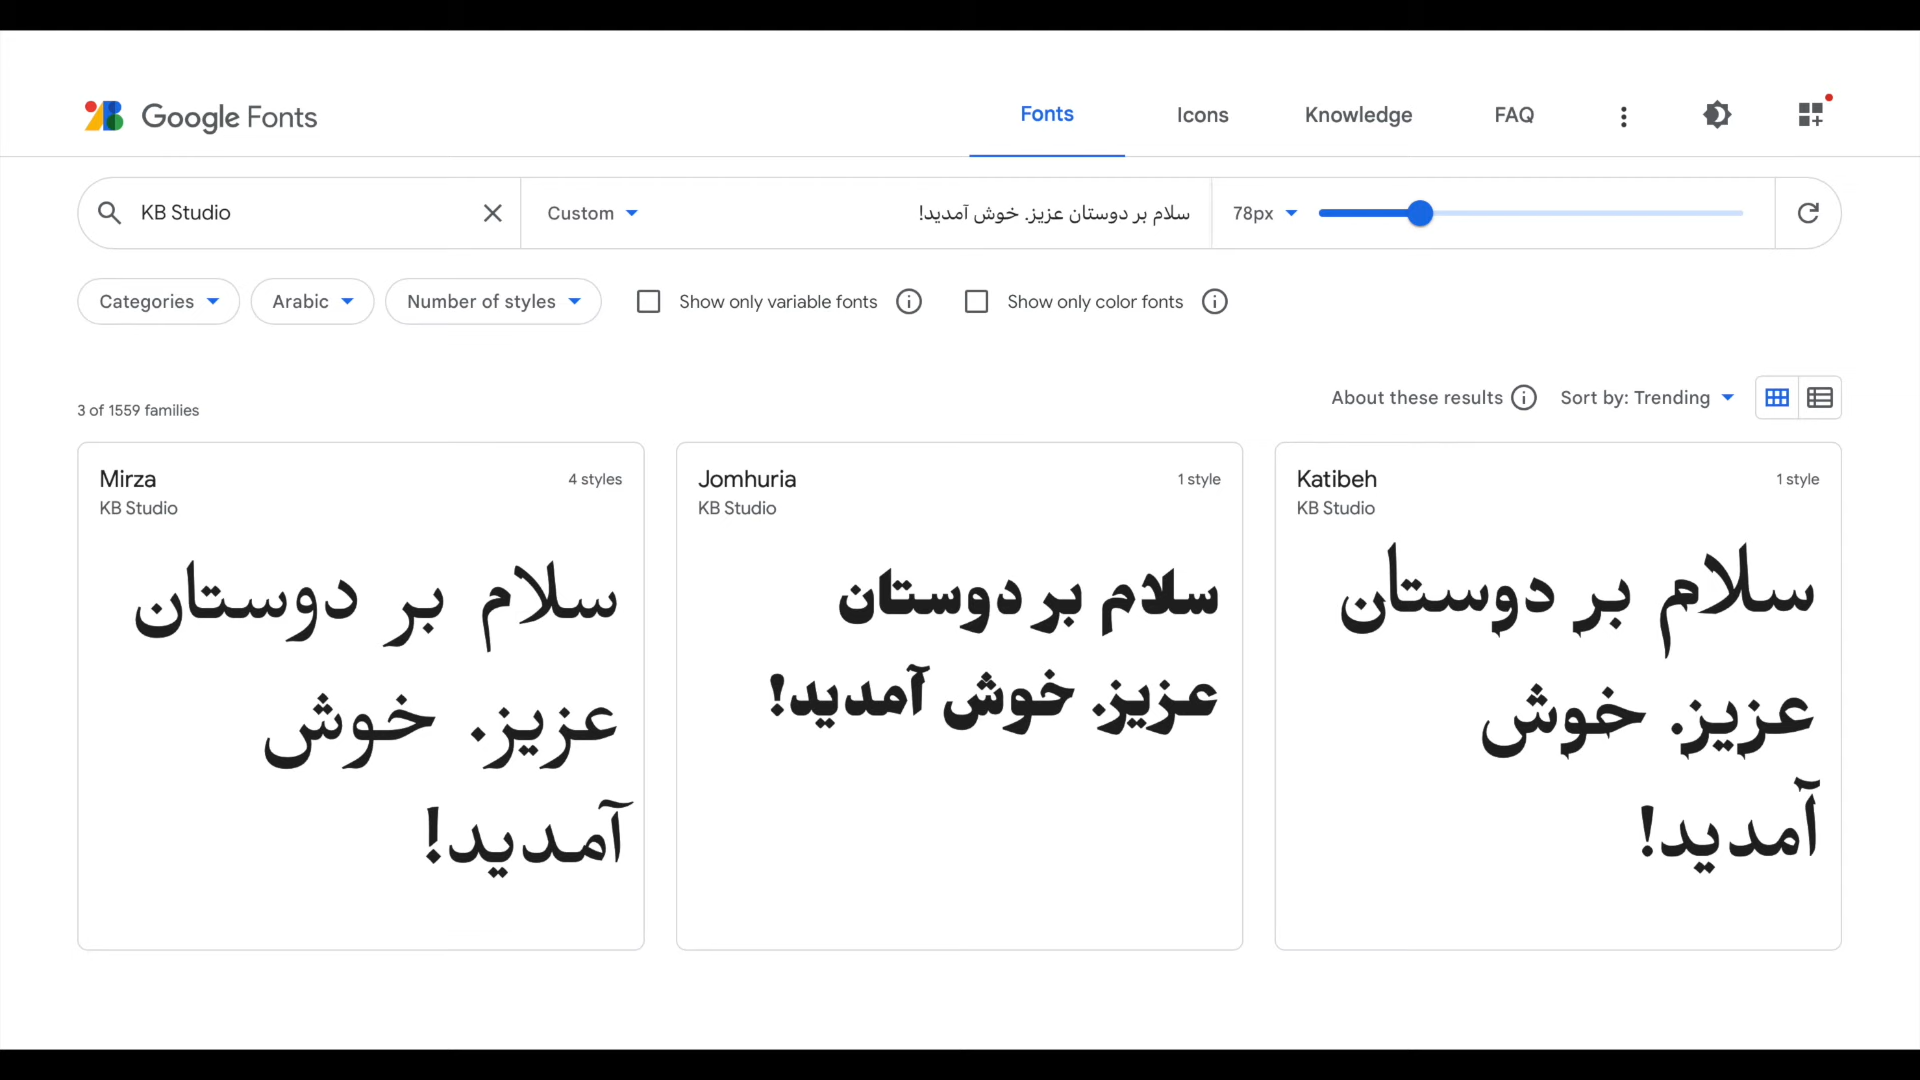 Google Fonts
Fonts
Icons
Knowledge
FAQ
KB Studio
Custom
سلام بر دوستان عزیز. خوش آمدید!
78px
Categories
Arabic
Number of styles
Show only variable fonts
Show only color fonts
3 of 1559 families
About these results
Sort by: Trending
Mirza
4 styles
KB Studio
سلام بر دوستان
عزیز. خوش
آمدید!
Jomhuria
1 style
KB Studio
سلام بر دوستان
عزیز. خوش آمدید!
Katibeh
1 style
KB Studio
سلام بر دوستان
عزیز. خوش
آمدید!